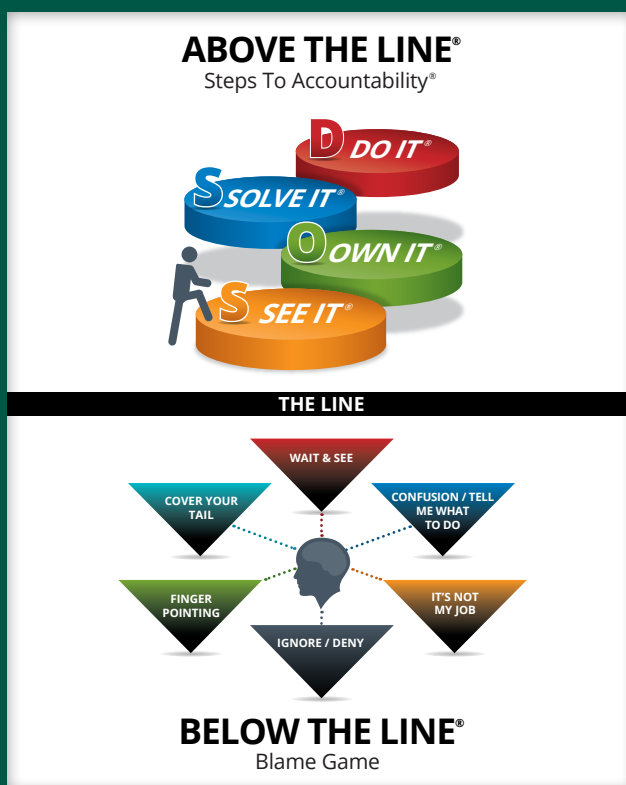 ABOVE THE LINE®
Steps To Accountability®
D DO IT®
S SOLVE IT®
O OWN IT®
S SEE IT®
THE LINE
WAIT & SEE
COVER YOUR
TAIL
CONFUSION / TELL
ME WHAT
TO DO
FINGER
POINTING
IT'S NOT
MY JOB
IGNORE / DENY
BELOW THE LINE®
Blame Game